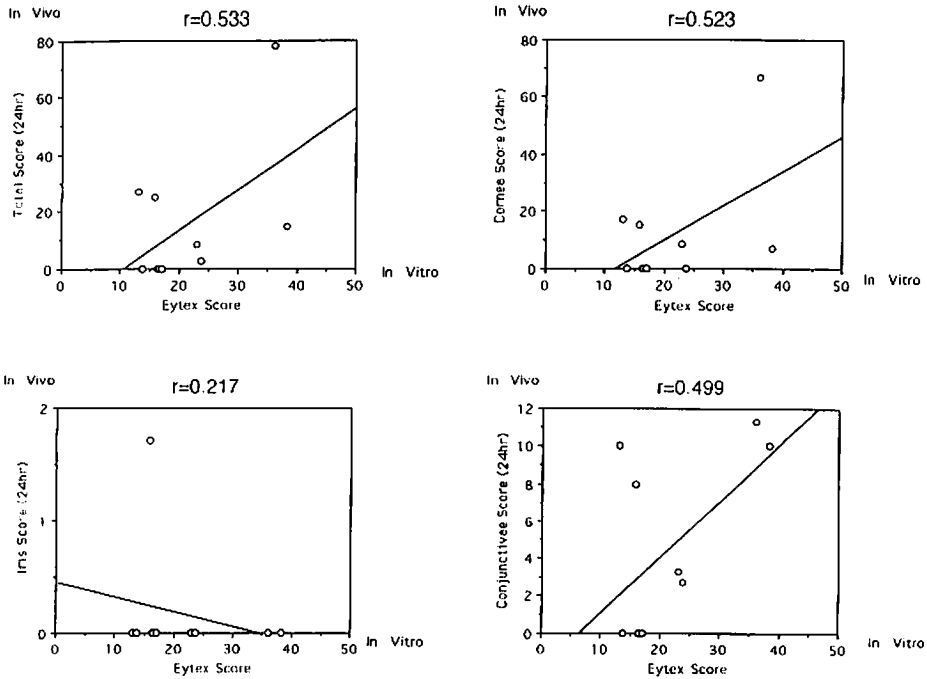 In Vivo
r=0.533
Total Score (24hr)
80
60
40
20
0
0 10 20 30 40 50
In Vitro
Eytex Score
In Vivo
r=0.523
Cornee Score (24hr)
80
60
40
20
0
0 10 20 30 40 50
In Vitro
Eytex Score
In Vivo
r=0.217
Iris Score (24hr)
2
1
0
0 10 20 30 40 50
In Vitro
Eytex Score
In Vivo
r=0.499
Conjunctivee Score (24hr)
12
10
8
6
4
2
0
0 10 20 30 40 50
In Vitro
Eytex Score